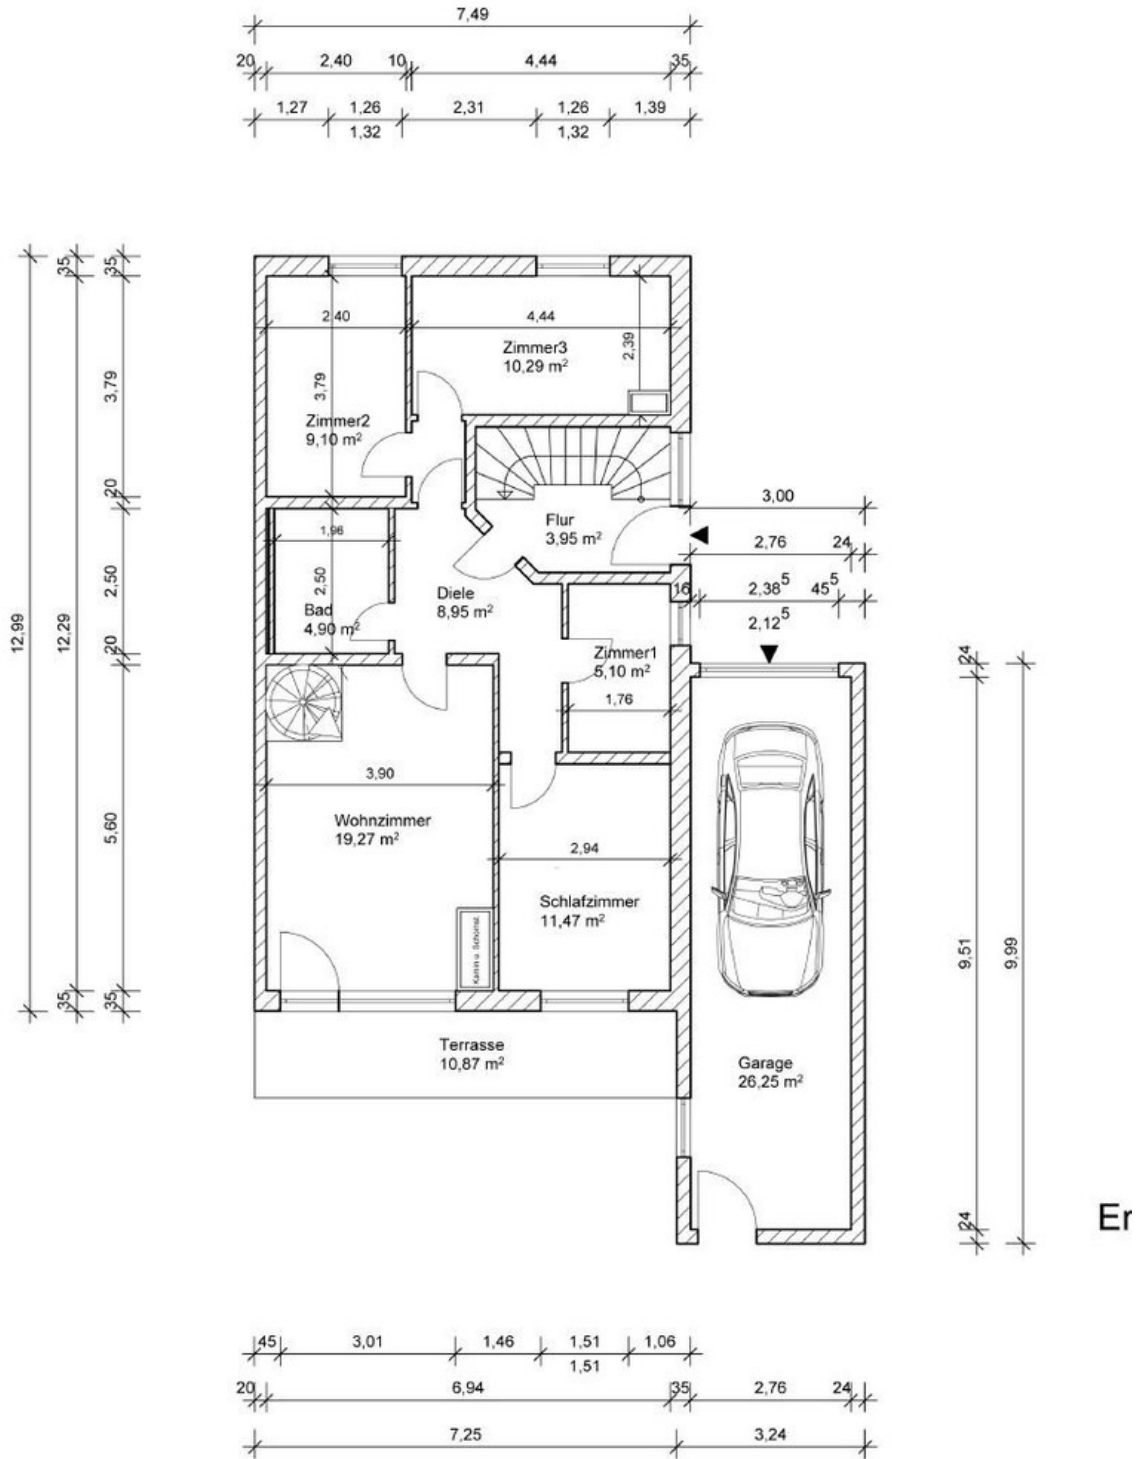 7,49
20 2,40 10 4,44 35
1,27 1,26 2,31 1,26 1,39
1,32 1,32
35 35
2,40 4,44
Zimmer3
10,29 m²
2,39
3,79
3,79
Zimmer2
9,10 m²
20
3,00
Flur
3,95 m²
1,96
2,76 24
2,50
2,50
Diele
8,95 m²
16 2,38⁵ 45⁵
Bad
4,90 m²
2,12⁵
12,99
12,29
20
Zimmer1
5,10 m²
24
1,76
3,90
5,60
Wohnzimmer
19,27 m²
2,94
Schlafzimmer
11,47 m²
Kamin u. Schornst.
9,51
9,99
35 35
Terrasse
10,87 m²
Garage
26,25 m²
24
Er
45 3,01 1,46 1,51 1,06
1,51
20 6,94 35 2,76 24
7,25 3,24